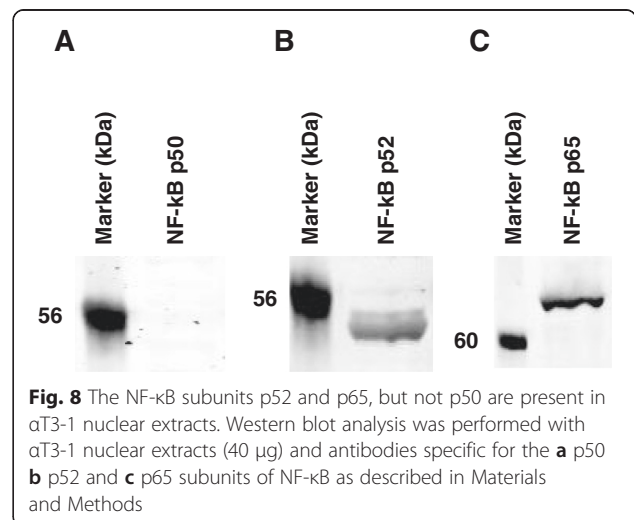 A B C
Marker (kDa) NF-kB p50 Marker (kDa) NF-kB p52 Marker (kDa) NF-kB p65
56 56 60
Fig. 8 The NF-κB subunits p52 and p65, but not p50 are present in
αT3-1 nuclear extracts. Western blot analysis was performed with
αT3-1 nuclear extracts (40 μg) and antibodies specific for the a p50
b p52 and c p65 subunits of NF-κB as described in Materials
and Methods